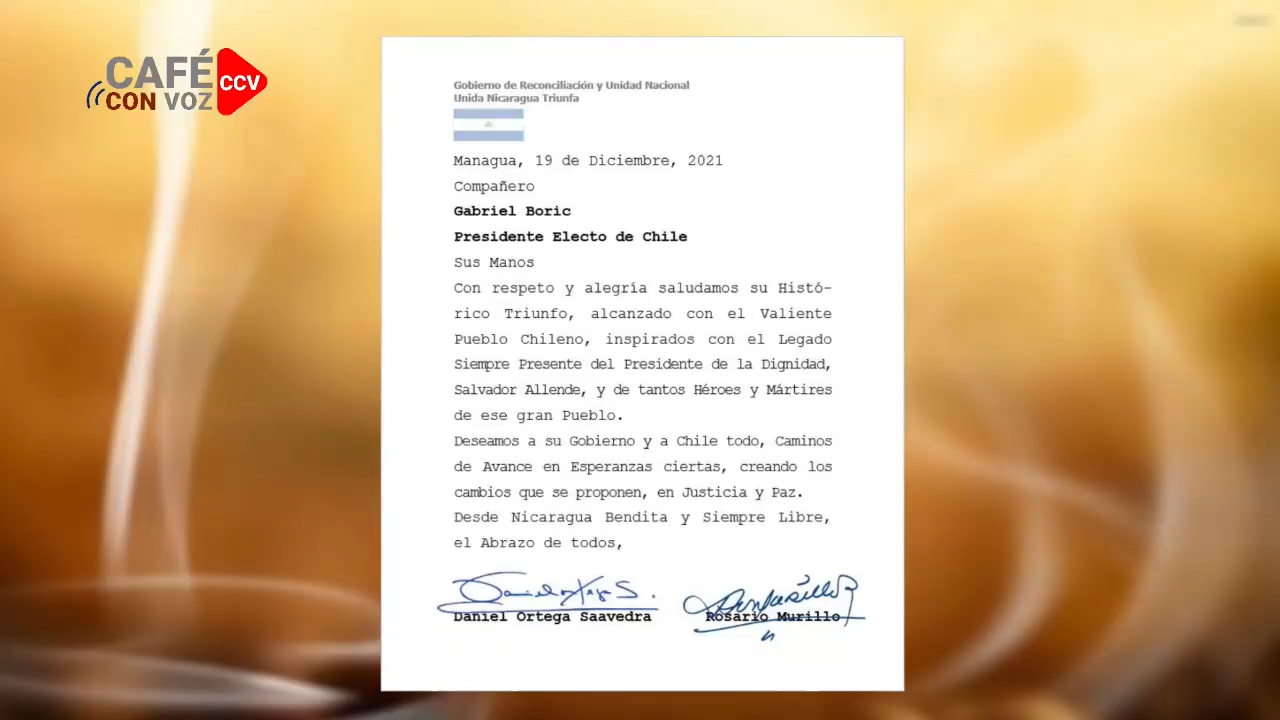 CAFÉ
CON VOZ
CCV
Gobierno de Reconciliación y Unidad Nacional
Unida Nicaragua Triunfa
Managua, 19 de Diciembre, 2021
Compañero
Gabriel Boric
Presidente Electo de Chile
Sus Manos
Con respeto y alegría saludamos su Histó-
rico Triunfo, alcanzado con el Valiente
Pueblo Chileno, inspirados con el Legado
Siempre Presente del Presidente de la Dignidad,
Salvador Allende, y de tantos Héroes y Mártires
de ese gran Pueblo.
Deseamos a su Gobierno y a Chile todo, Caminos
de Avance en Esperanzas ciertas, creando los
cambios que se proponen, en Justicia y Paz.
Desde Nicaragua Bendita y Siempre Libre,
el Abrazo de todos,
Daniel Ortega Saavedra
Rosario Murillo